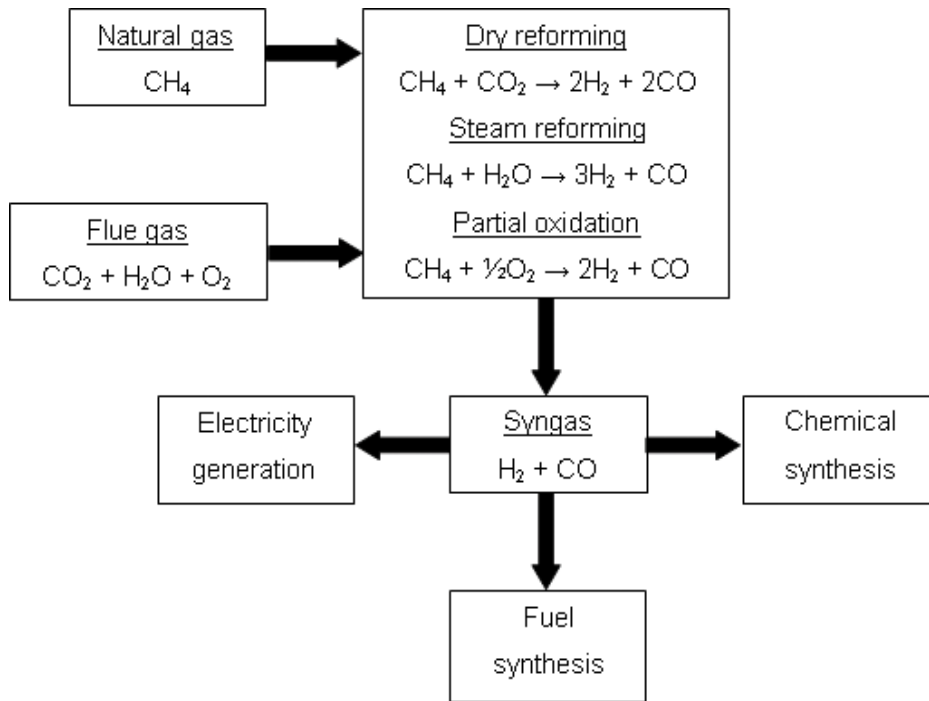 Natural gas
CH₄
Dry reforming
CH₄ + CO₂ → 2H₂ + 2CO
Steam reforming
CH₄ + H₂O → 3H₂ + CO
Partial oxidation
CH₄ + ½O₂ → 2H₂ + CO
Flue gas
CO₂ + H₂O + O₂
Electricity
generation
Syngas
H₂ + CO
Chemical
synthesis
Fuel
synthesis